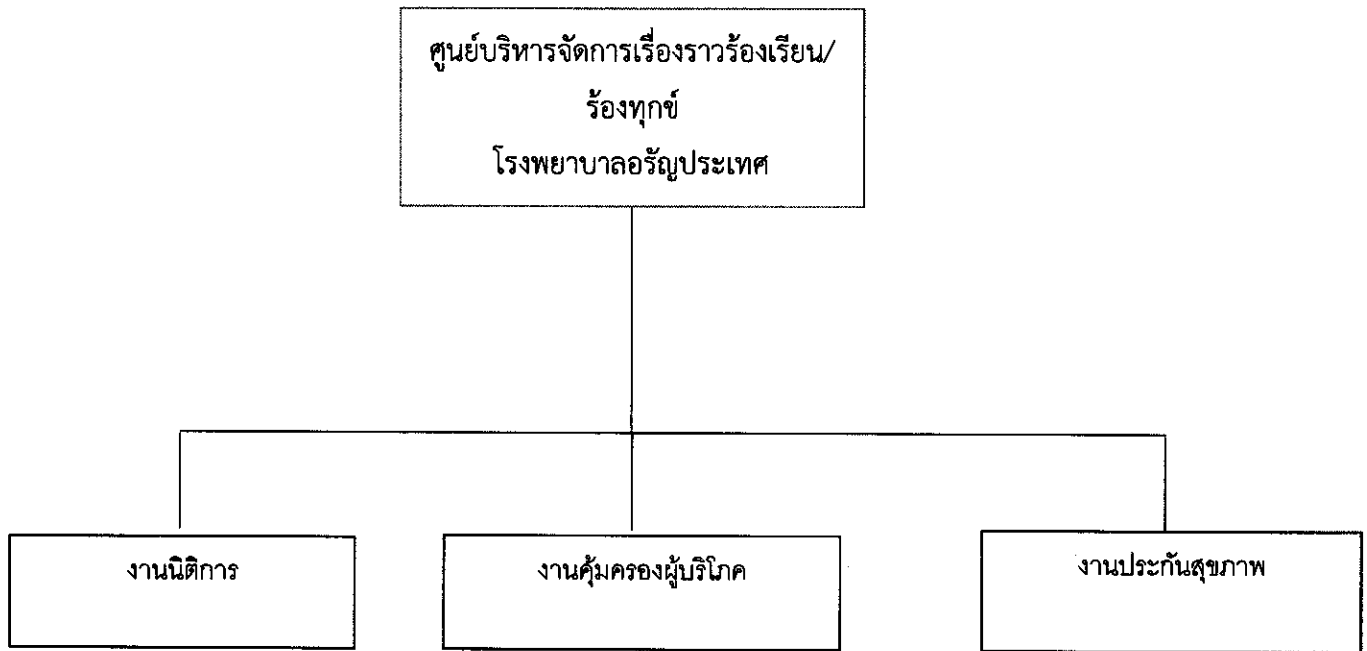 ศูนย์บริหารจัดการเรื่องราวร้องเรียน/
ร้องทุกข์
โรงพยาบาลอรัญประเทศ
งานนิติการ
งานคุ้มครองผู้บริโภค
งานประกันสุขภาพ